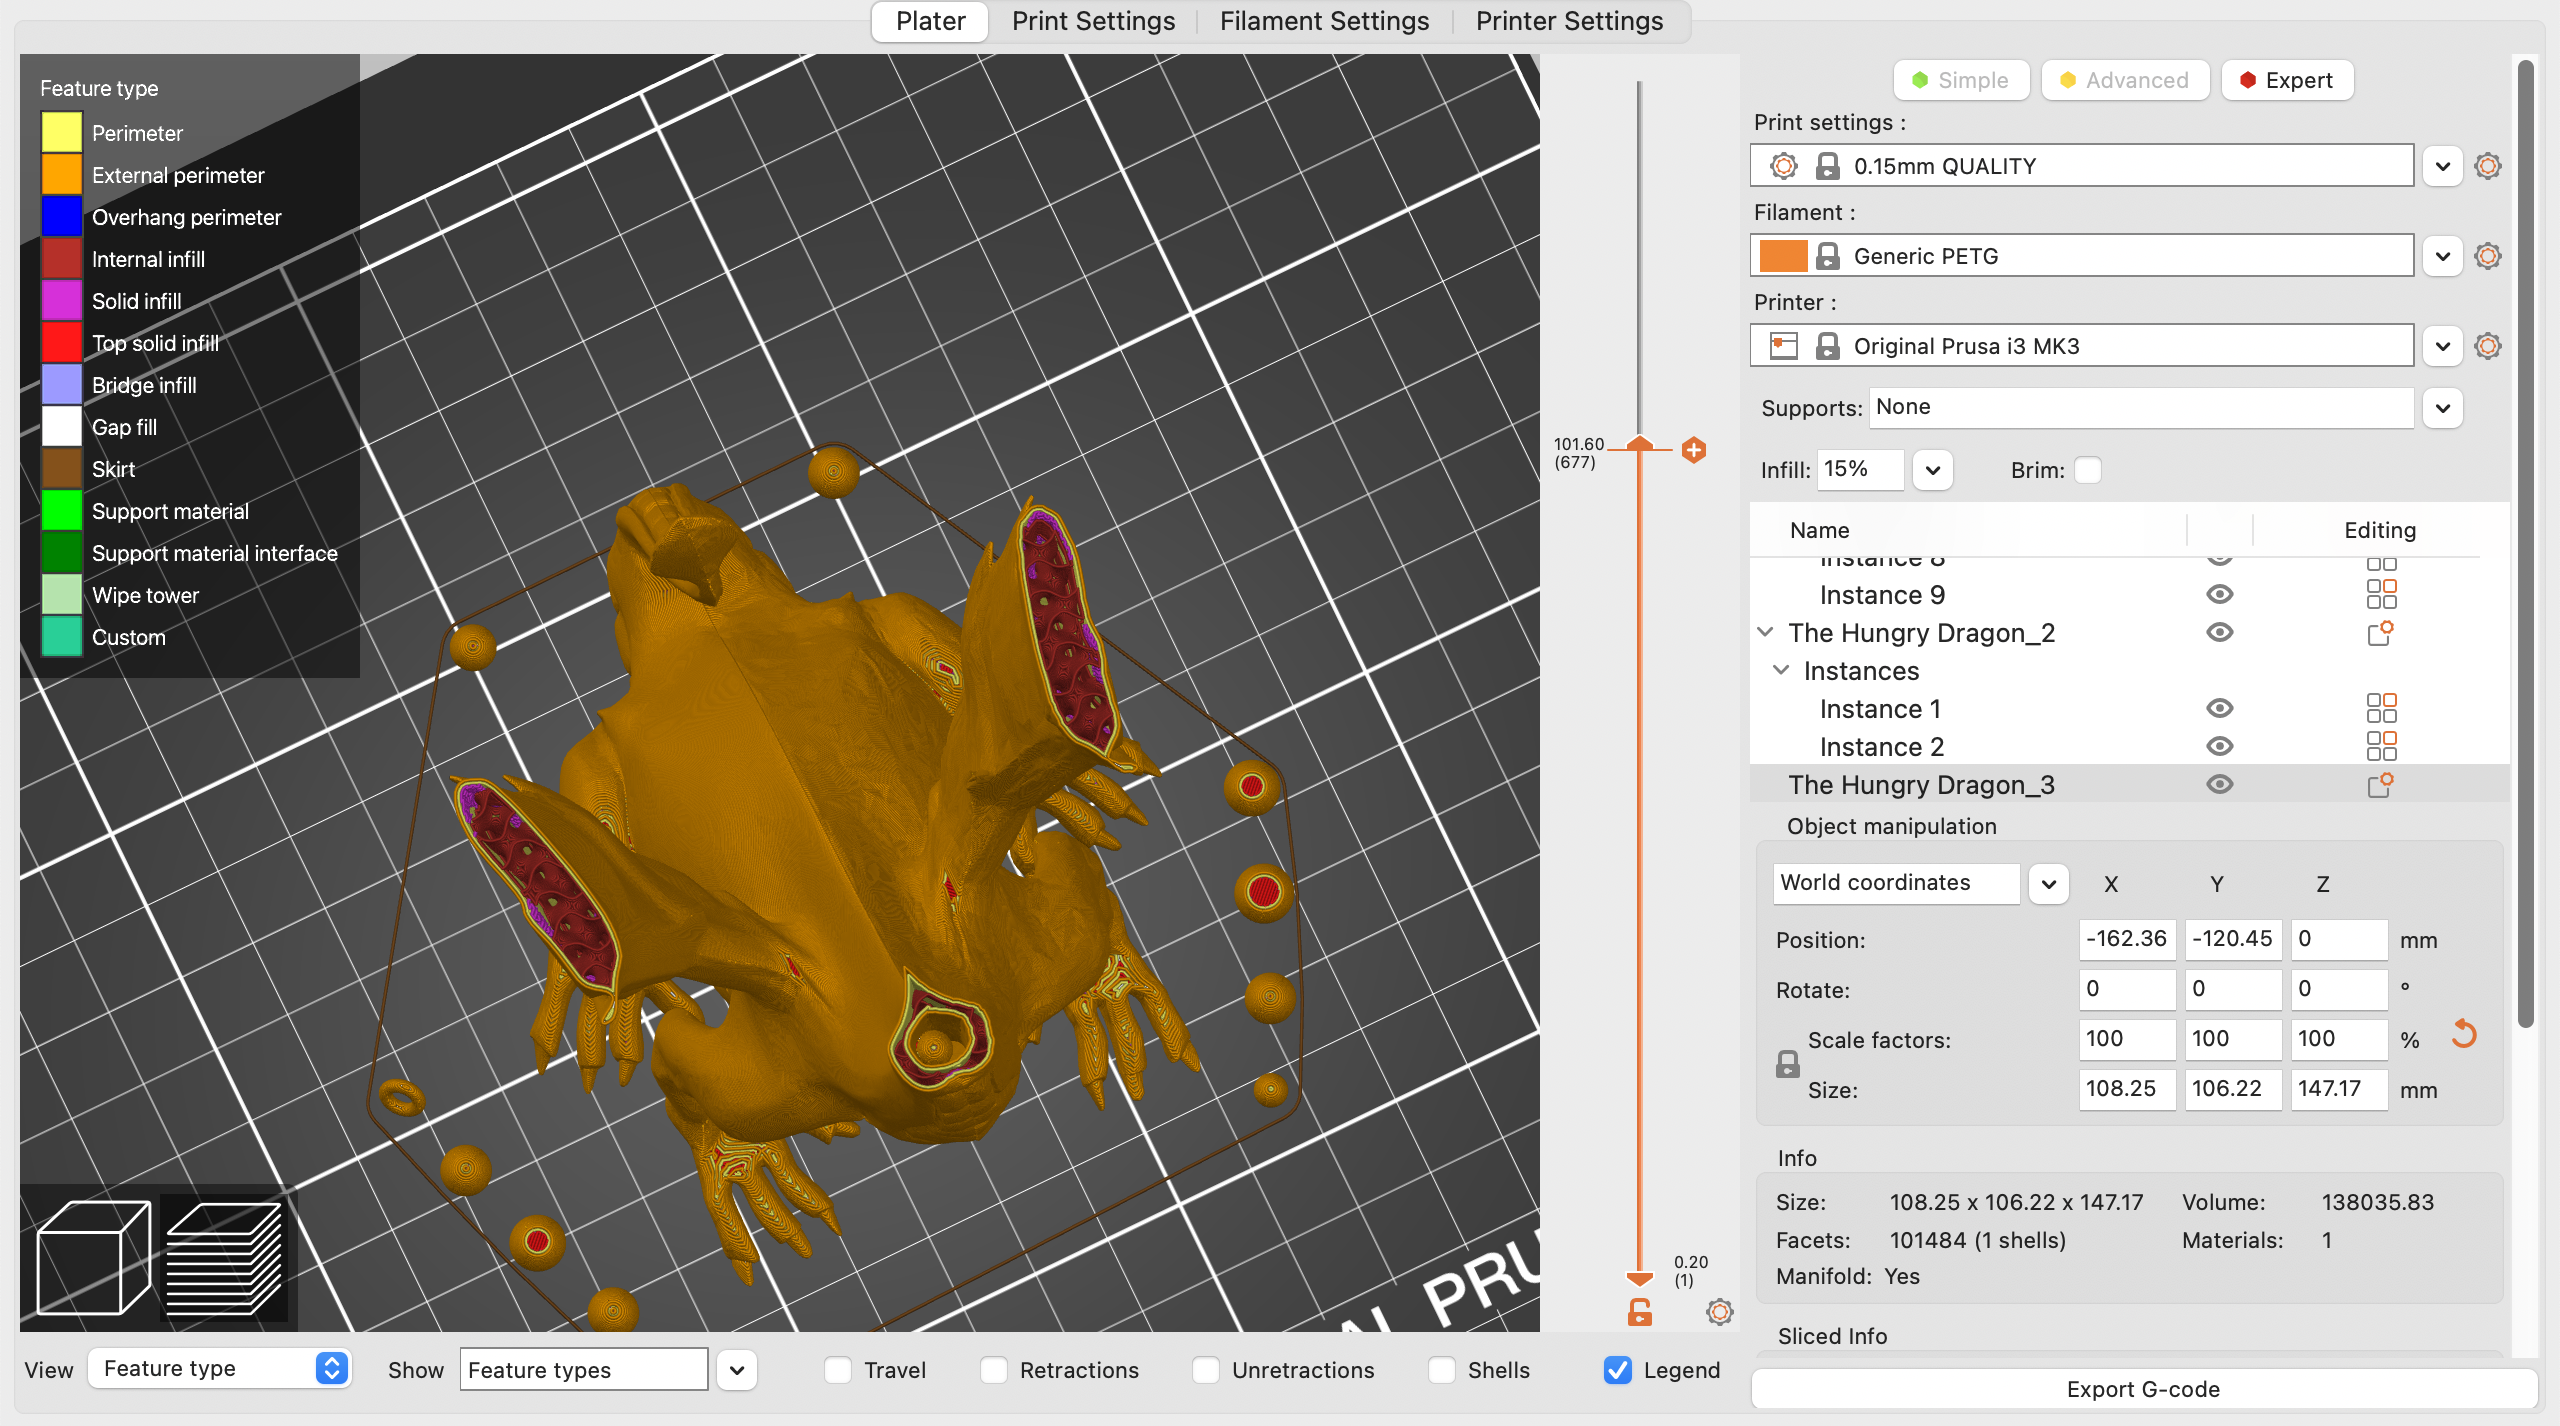 Plater Print Settings Filament Settings Printer Settings
Feature type
Perimeter
External perimeter
Overhang perimeter
Internal infill
Solid infill
Top solid infill
Bridge infill
Gap fill
Skirt
Support material
Support material interface
Wipe tower
Custom
101.60
(677)
0.20
(1)
AL PRU
View Feature type Show Feature types Travel Retractions Unretractions Shells Legend
Simple Advanced Expert
Print settings :
0.15mm QUALITY
Filament :
Generic PETG
Printer :
Original Prusa i3 MK3
Supports: None
Infill: 15% Brim:
Name Editing
Instance 8
Instance 9
The Hungry Dragon_2
Instances
Instance 1
Instance 2
The Hungry Dragon_3
Object manipulation
World coordinates X Y Z
Position: -162.36 -120.45 0 mm
Rotate: 0 0 0 °
Scale factors: 100 100 100 %
Size: 108.25 106.22 147.17 mm
Info
Size: 108.25 x 106.22 x 147.17 Volume: 138035.83
Facets: 101484 (1 shells) Materials: 1
Manifold: Yes
Sliced Info
Export G-code